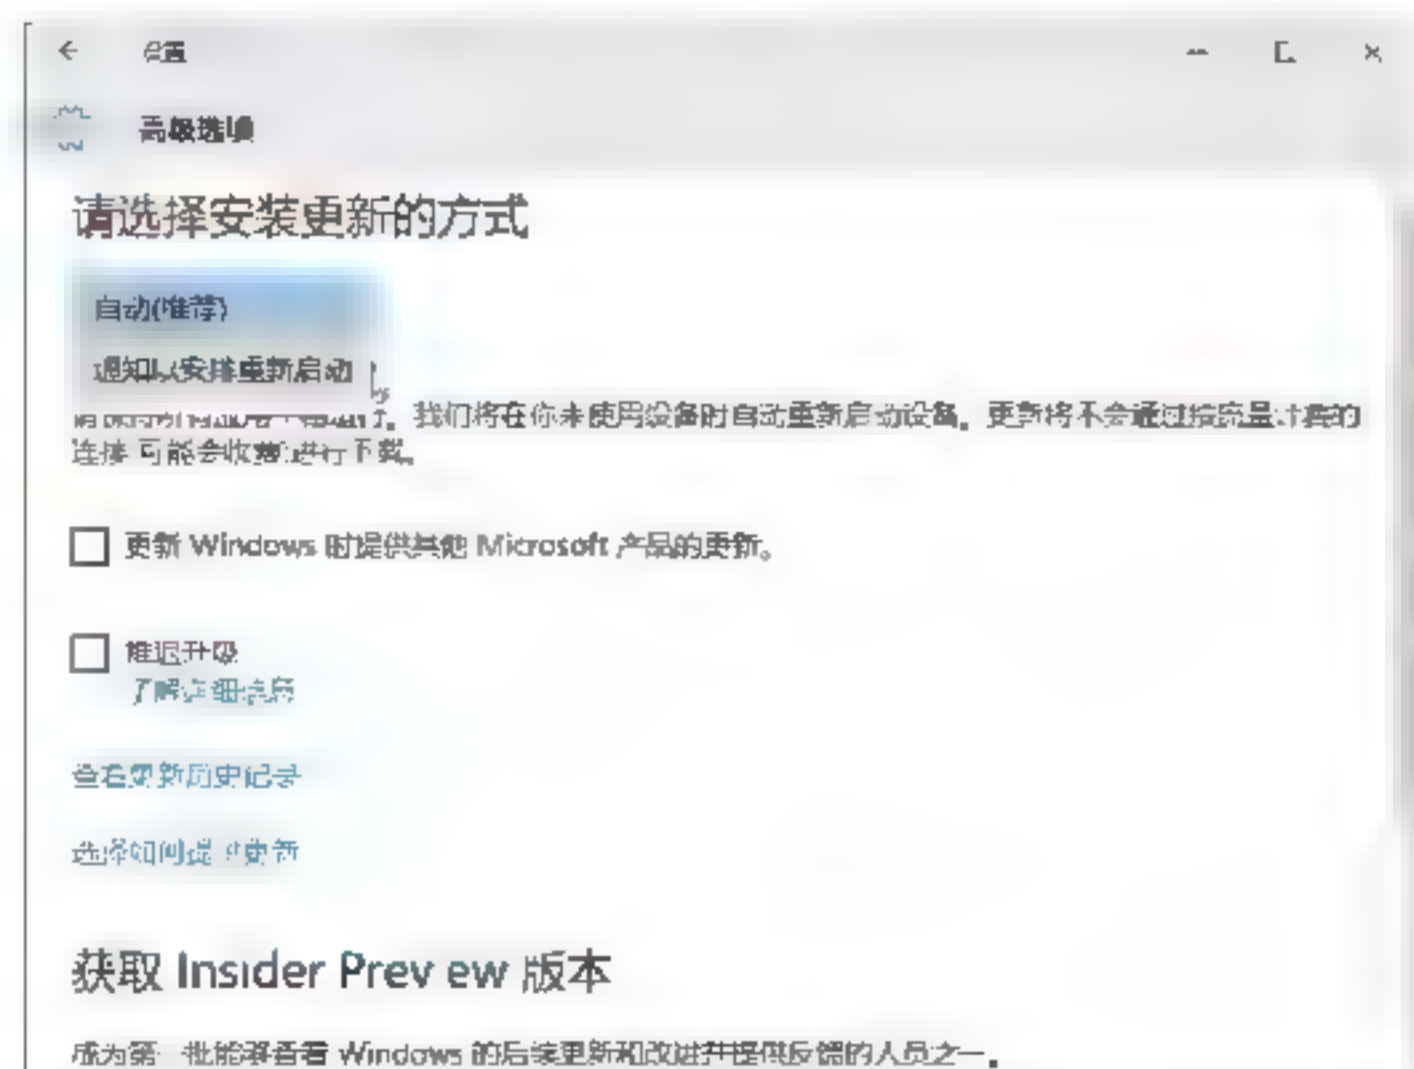 设置
高级选项
请选择安装更新的方式
自动(推荐)
通知以安排重新启动
我们将在你未使用设备时自动重新启动设备。更新将不会通过按流量计费的
连接(可能会收费)进行下载。
更新 Windows 时提供其他 Microsoft 产品的更新。
推迟升级
了解详细信息
查看更新历史记录
选择如何提供更新
获取 Insider Preview 版本
成为第一批能够查看 Windows 的后续更新和改进并提供反馈的人员之一。